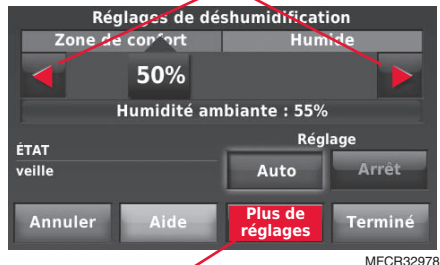 Réglages de déshumidification
Zone de confort Humide
50%
Humidité ambiante : 55%
Réglage
ÉTAT
veille
Auto Arrêt
Annuler Aide Plus de réglages Terminé
MFCR32978